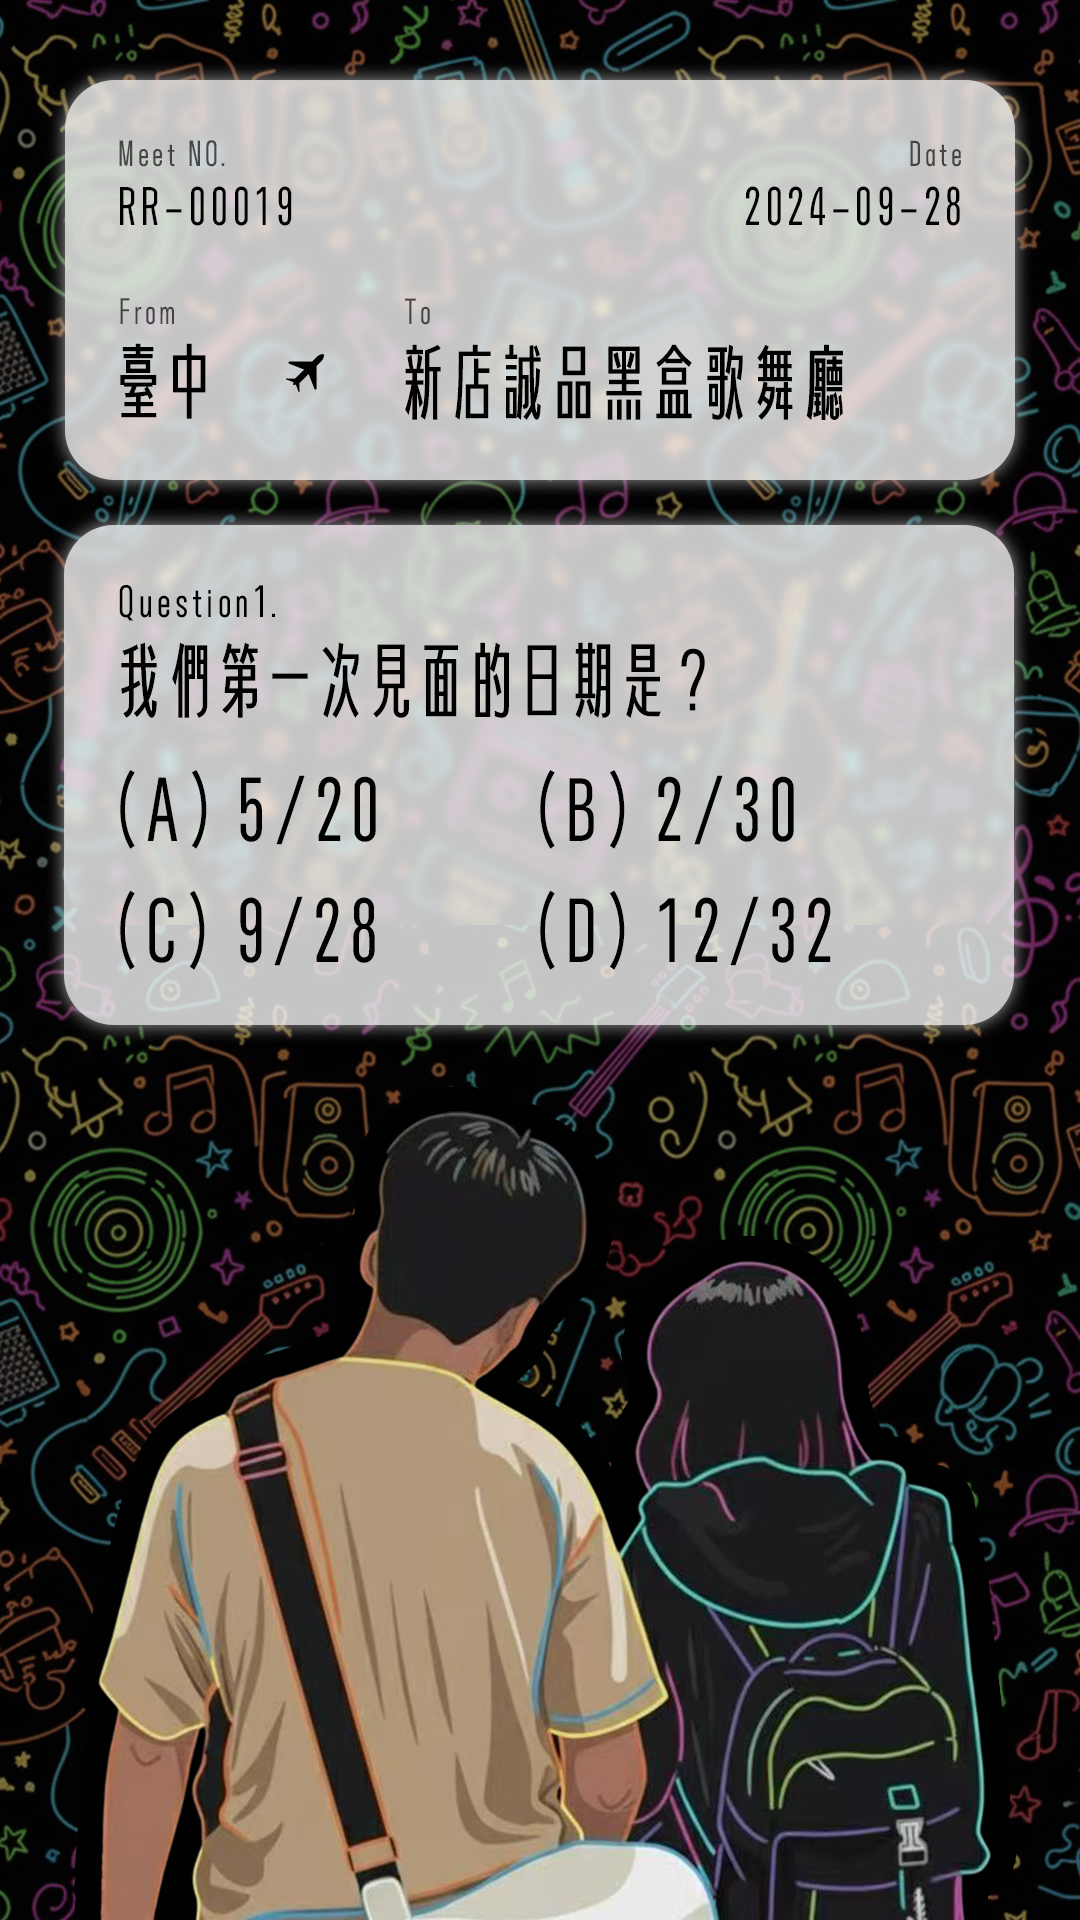 Meet NO.
Date
RR-00019
2024-09-28
From
To
臺中
新店誠品黑盒歌舞廳
Question1.
我們第一次見面的日期是？
(A) 5/20
(B) 2/30
(C) 9/28
(D) 12/32